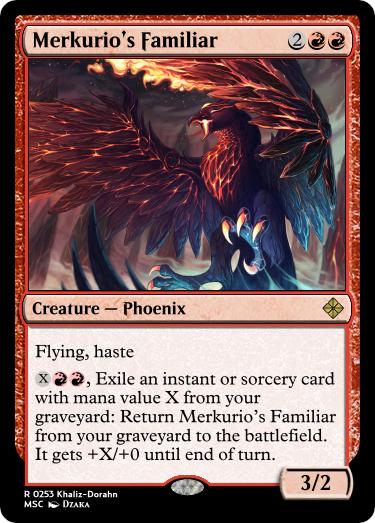 Merkurio's Familiar 2
Creature — Phoenix
Flying, haste
X, Exile an instant or sorcery card
with mana value X from your
graveyard: Return Merkurio's Familiar
from your graveyard to the battlefield.
It gets +X/+0 until end of turn.
3/2
R 0253 Khaliz-Dorahn
MSC Dzaka